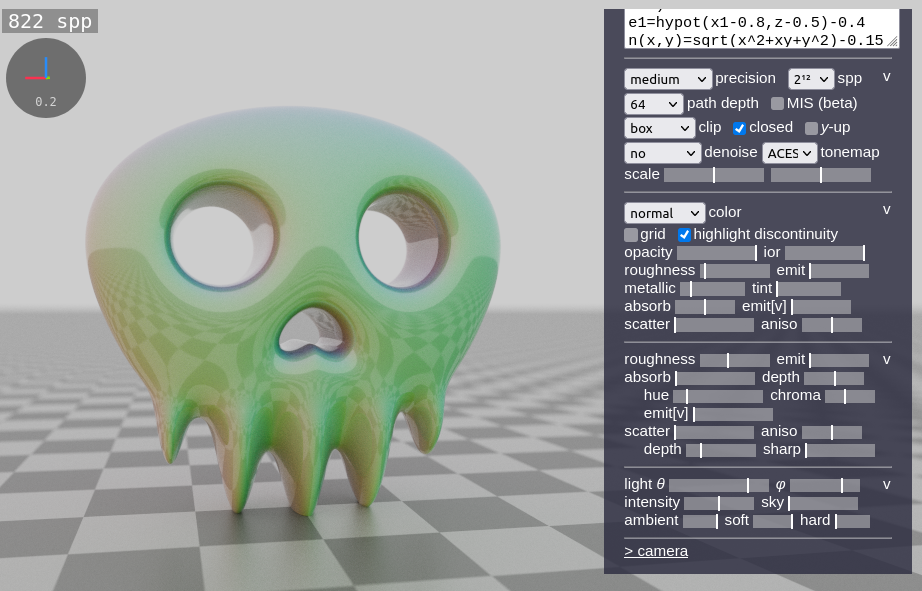 822 spp
0.2
e1=hypot(x1-0.8,z-0.5)-0.4
n(x,y)=sqrt(x^2+xy+y^2)-0.15
medium precision 2¹² spp v
64 path depth MIS (beta)
box clip closed y-up
no denoise ACES tonemap
scale
normal color v
grid highlight discontinuity
opacity ior
roughness emit
metallic tint
absorb emit[v]
scatter aniso
roughness emit v
absorb depth
hue chroma
emit[v]
scatter aniso
depth sharp
light θ φ v
intensity sky
ambient soft hard
> camera